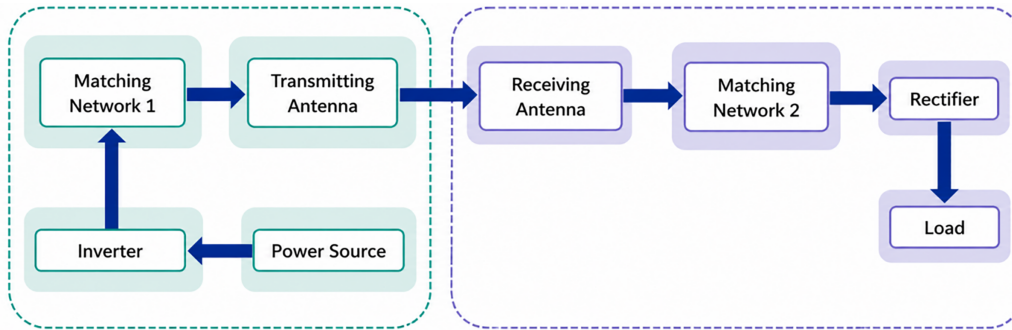 Matching
Network 1
Transmitting
Antenna
Receiving
Antenna
Matching
Network 2
Rectifier
Inverter
Power Source
Load